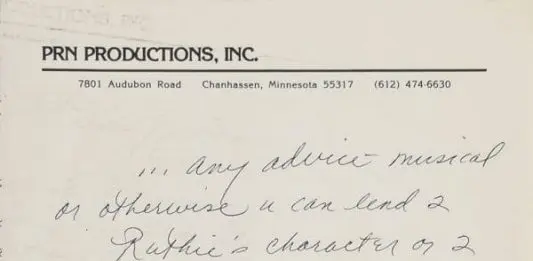 PRN PRODUCTIONS, INC.
7801 Audubon Road Chanhassen, Minnesota 55317 (612) 474-6630
... any advice musical
or otherwise u can lend 2
Ruthie's character or 2